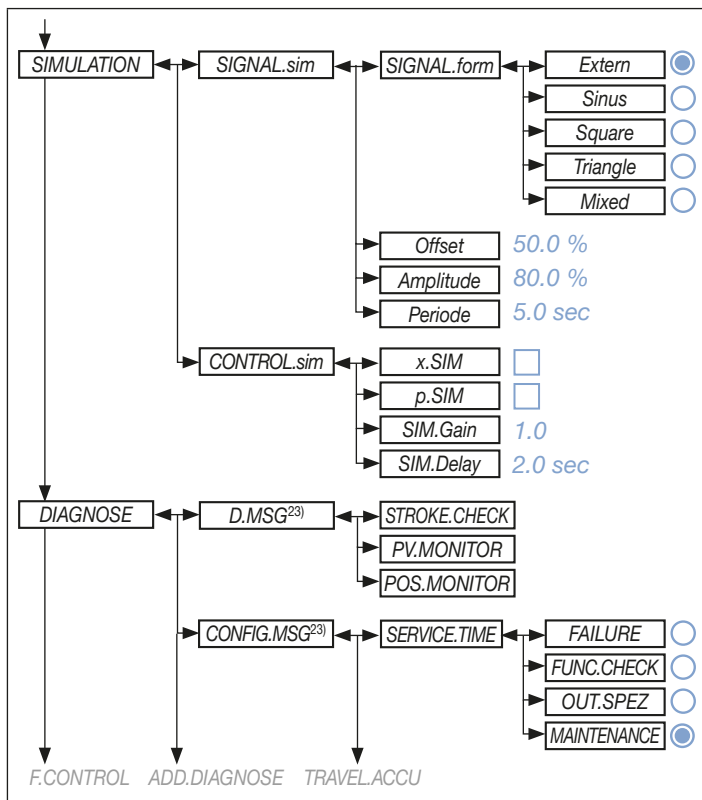 SIMULATION SIGNAL.sim SIGNAL.form Extern
Sinus
Square
Triangle
Mixed
Offset 50.0 %
Amplitude 80.0 %
Periode 5.0 sec
CONTROL.sim x.SIM
p.SIM
SIM.Gain 1.0
SIM.Delay 2.0 sec
DIAGNOSE D.MSG23) STROKE.CHECK
PV.MONITOR
POS.MONITOR
CONFIG.MSG23) SERVICE.TIME FAILURE
FUNC.CHECK
OUT.SPEZ
MAINTENANCE
F.CONTROL ADD.DIAGNOSE TRAVEL.ACCU